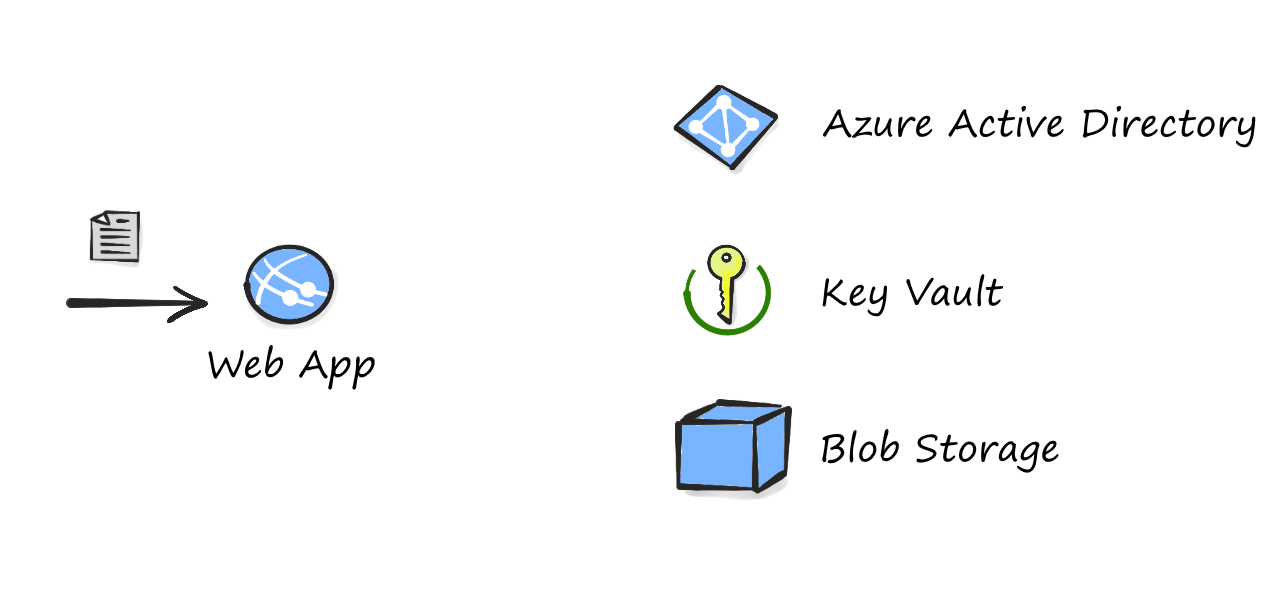 Azure Active Directory
Key Vault
Web App
Blob Storage